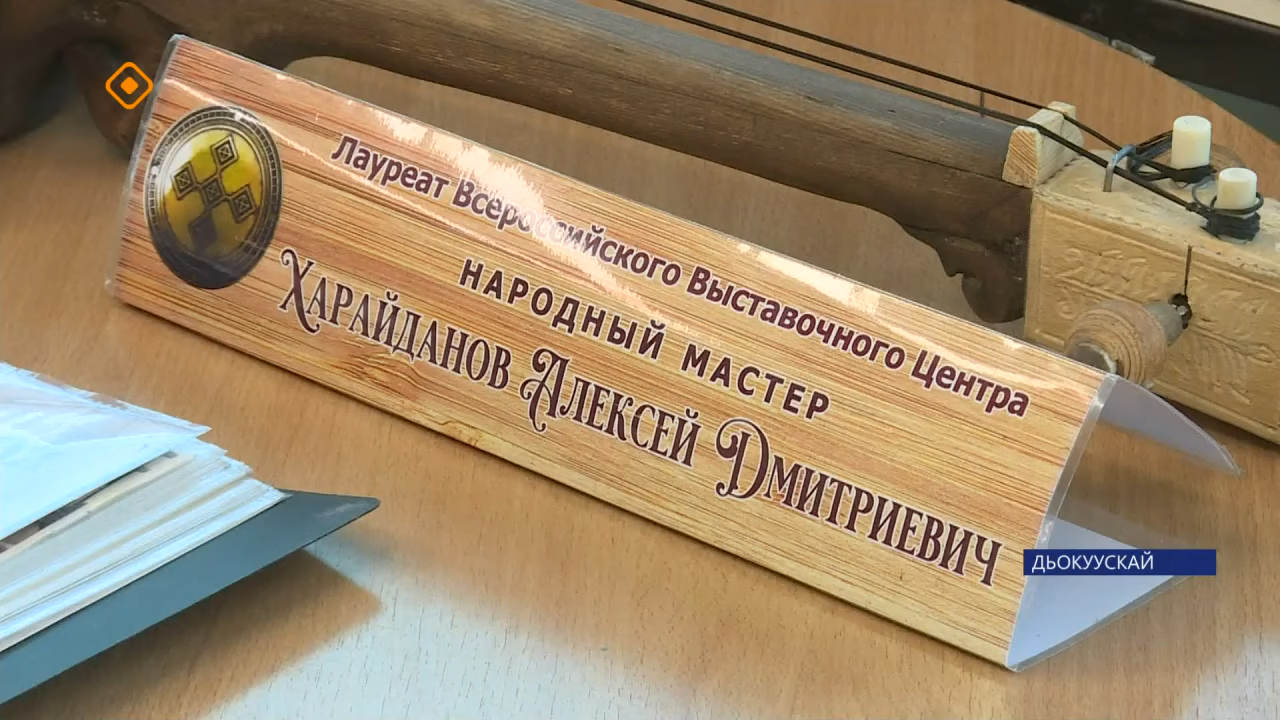 Лауреат Всероссийского Выставочного Центра
НАРОДНЫЙ МАСТЕР
ХАРАЙДАНОВ АЛЕКСЕЙ ДМИТРИЕВИЧ
ДЬОКУУСКАЙ